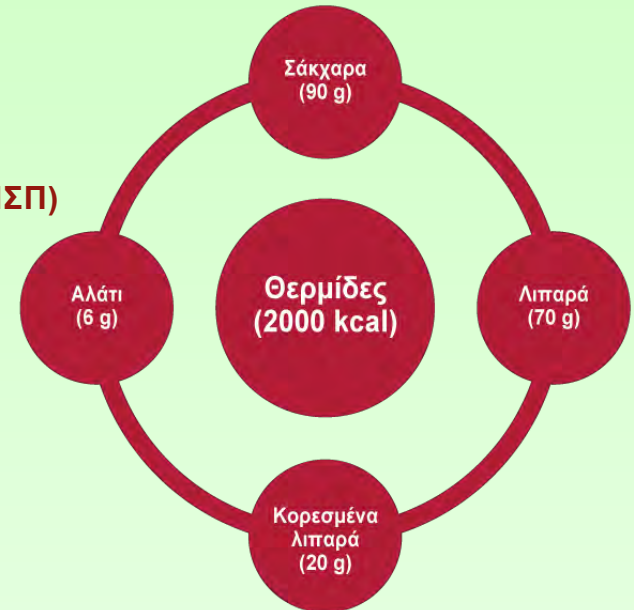 Σάκχαρα
(90 g)
ΣΠ)
Αλάτι
(6 g)
Θερμίδες
(2000 kcal)
Λιπαρά
(70 g)
Κορεσμένα
λιπαρά
(20 g)